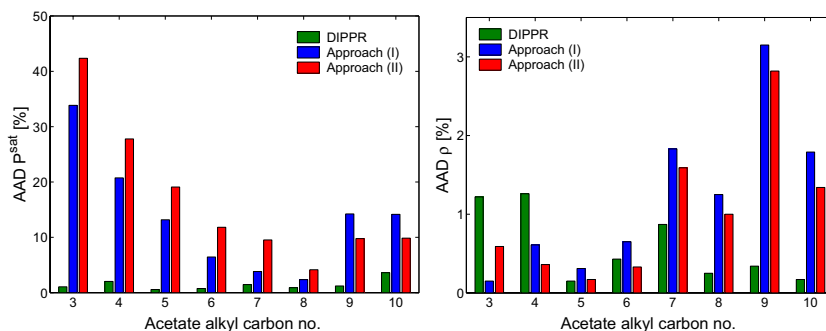 50
40
30
20
10
0
AAD P^sat [%]
DIPPR
Approach (I)
Approach (II)
3 4 5 6 7 8 9 10
Acetate alkyl carbon no.
3
2
1
0
AAD ρ [%]
DIPPR
Approach (I)
Approach (II)
3 4 5 6 7 8 9 10
Acetate alkyl carbon no.